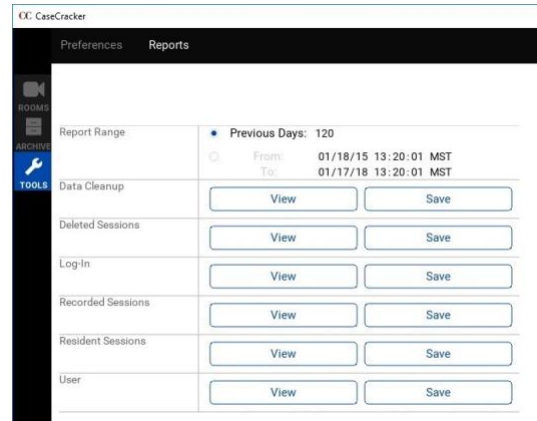 CC CaseCracker
Preferences Reports
ROOMS
ARCHIVE
TOOLS
Report Range
Previous Days: 120
From: 01/18/15 13:20:01 MST
To: 01/17/18 13:20:01 MST
Data Cleanup View Save
Deleted Sessions View Save
Log-In View Save
Recorded Sessions View Save
Resident Sessions View Save
User View Save